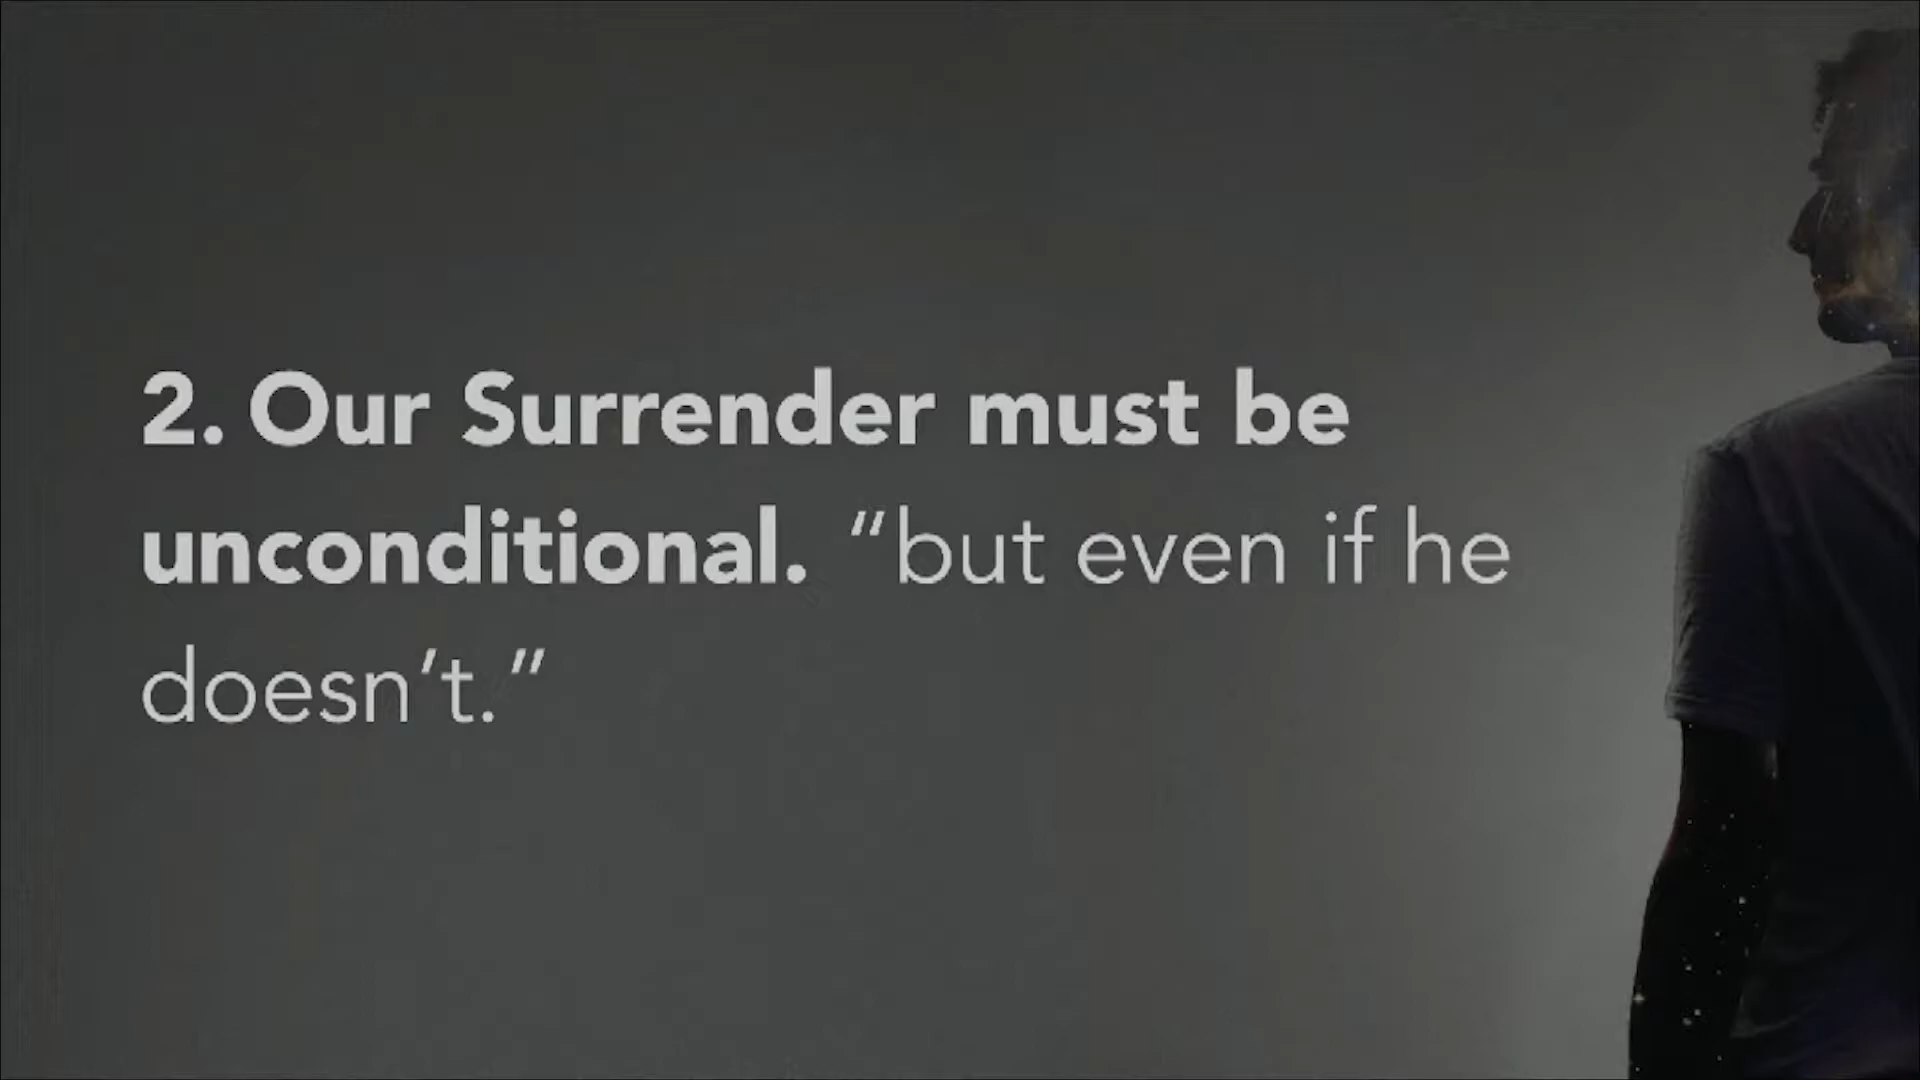 2. Our Surrender must be
unconditional. “but even if he
doesn’t.”